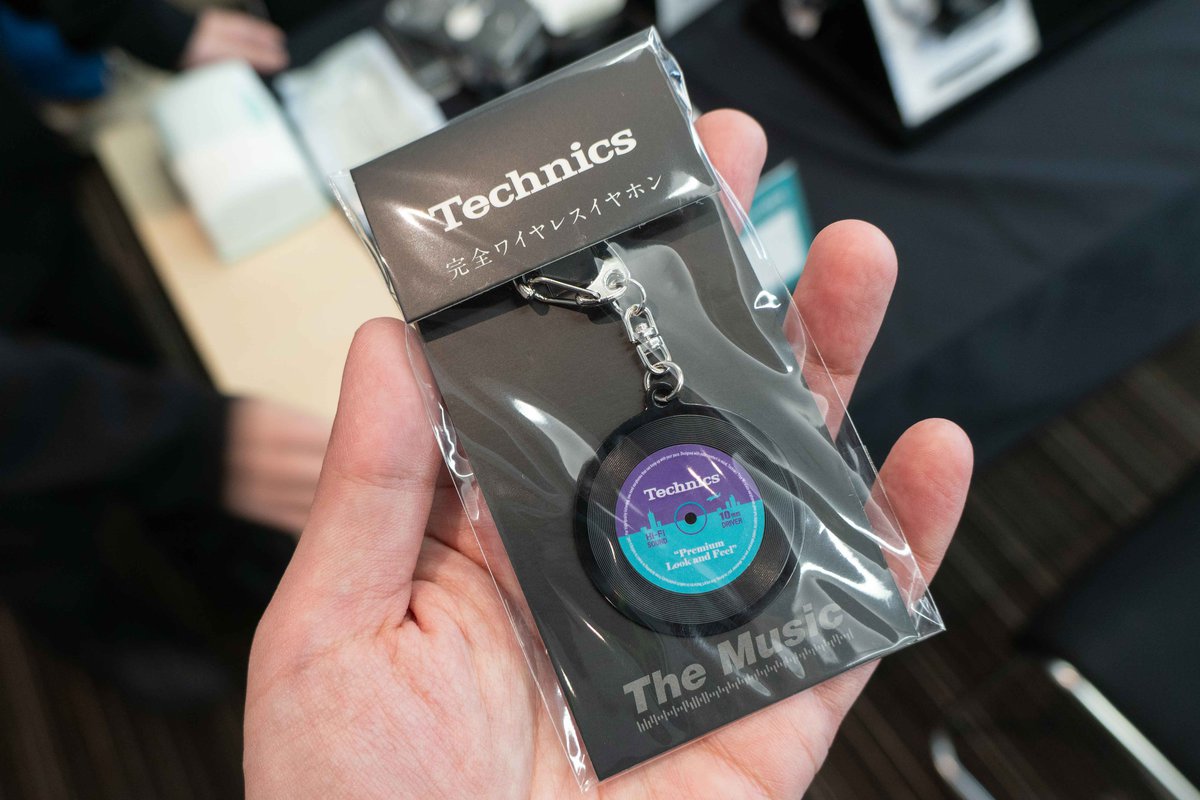 Technics
完全ワイヤレスイヤホン
Technics
HI-FI
SOUND
10mm
DRIVER
"Premium
Look and Feel"
The Music